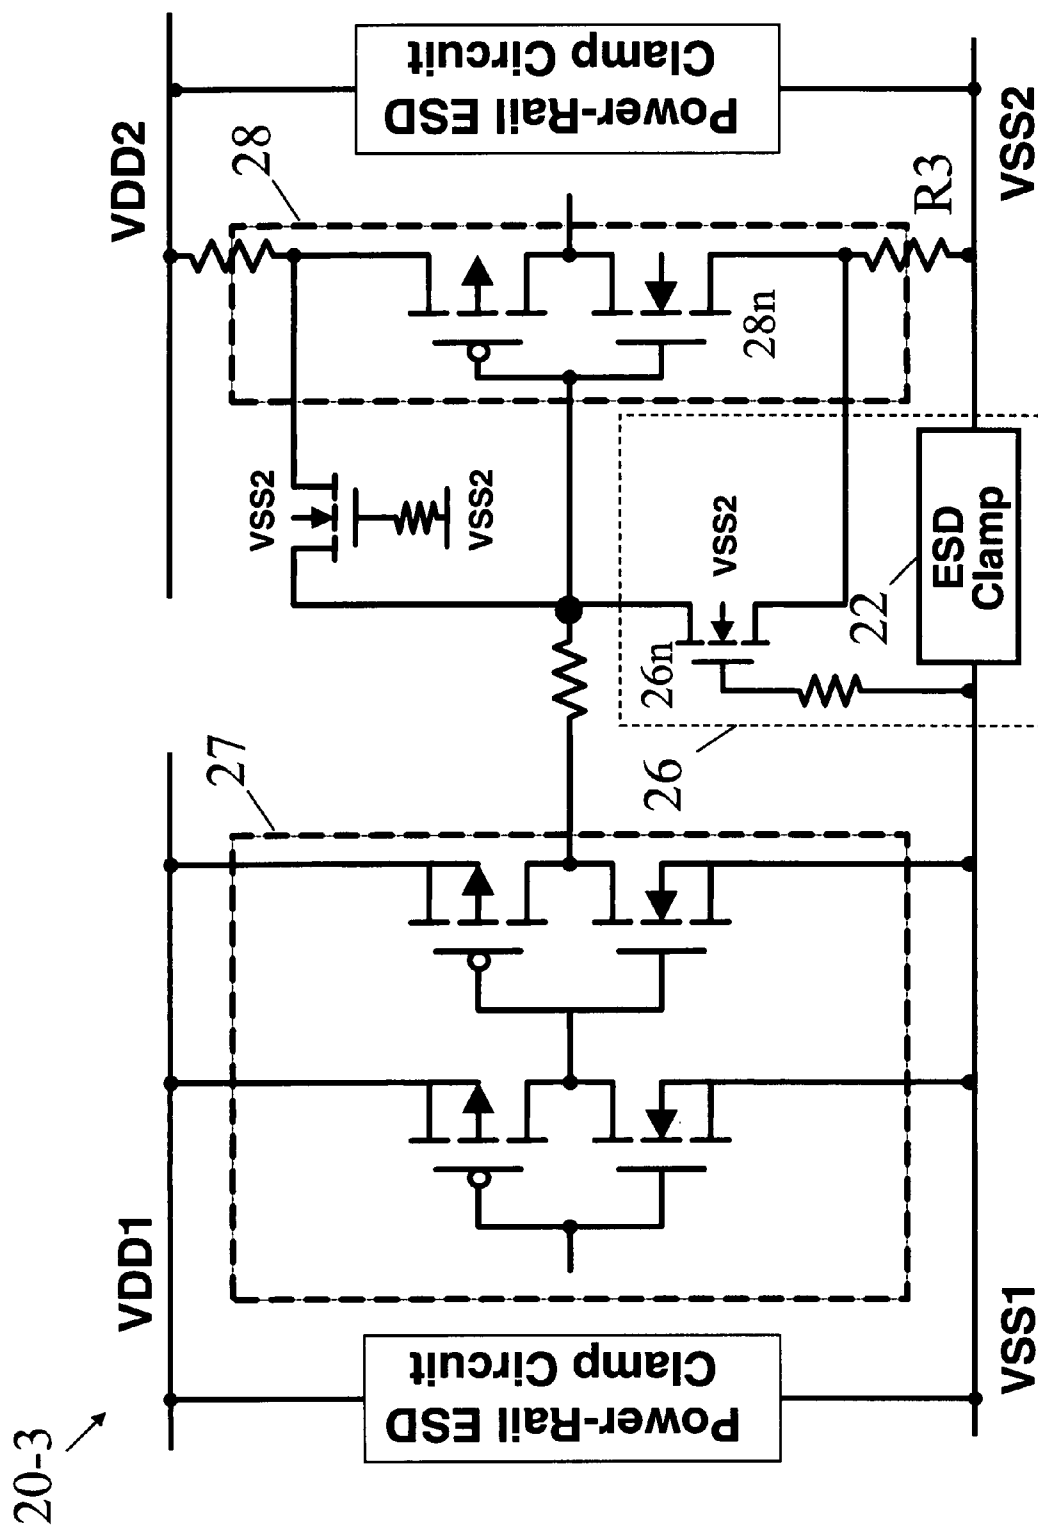 20-3
VDD1
VDD2
27
28
Power-Rail ESD
Clamp Circuit
Power-Rail ESD
Clamp Circuit
VSS2
VSS2
28n
26n
VSS2
26
22
ESD
Clamp
R3
VSS1
VSS2